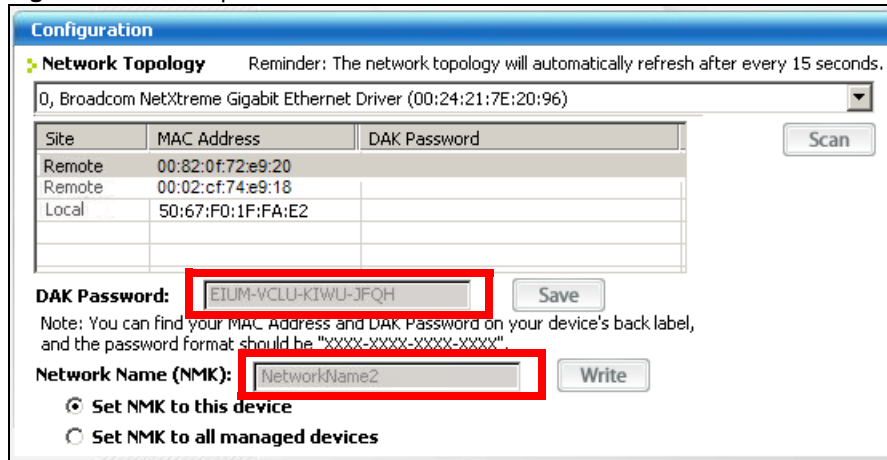 Configuration
Network Topology Reminder: The network topology will automatically refresh after every 15 seconds.
0, Broadcom NetXtreme Gigabit Ethernet Driver (00:24:21:7E:20:96)
Site MAC Address DAK Password
Scan
Remote 00:82:0f:72:e9:20
Remote 00:02:cf:74:e9:18
Local 50:67:F0:1F:FA:E2
DAK Password: EIUM-VCLU-KIWU-JFQH Save
Note: You can find your MAC Address and DAK Password on your device's back label,
and the password format should be "XXXX-XXXX-XXXX-XXXX".
Network Name (NMK): NetworkName2 Write
Set NMK to this device
Set NMK to all managed devices